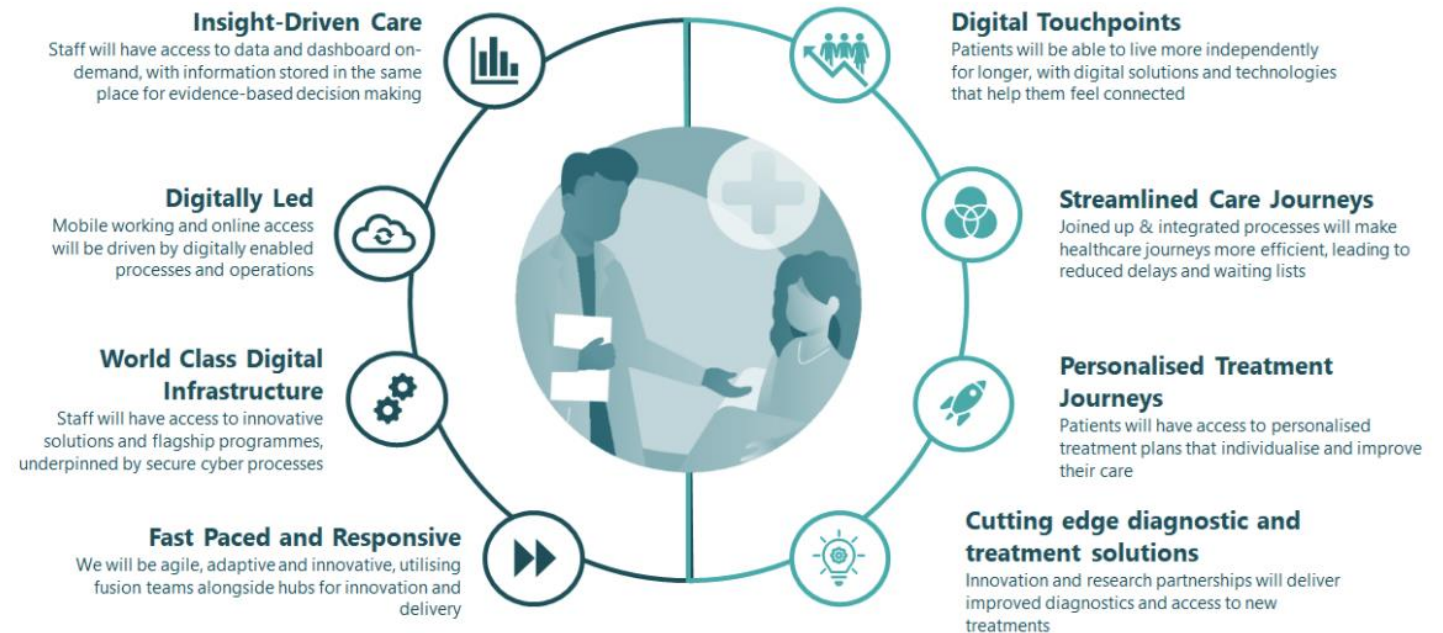 Insight-Driven Care
Staff will have access to data and dashboard on-
demand, with information stored in the same
place for evidence-based decision making
Digitally Led
Mobile working and online access
will be driven by digitally enabled
processes and operations
World Class Digital
Infrastructure
Staff will have access to innovative
solutions and flagship programmes,
underpinned by secure cyber processes
Fast Paced and Responsive
We will be agile, adaptive and innovative, utilising
fusion teams alongside hubs for innovation and
delivery
Digital Touchpoints
Patients will be able to live more independently
for longer, with digital solutions and technologies
that help them feel connected
Streamlined Care Journeys
Joined up & integrated processes will make
healthcare journeys more efficient, leading to
reduced delays and waiting lists
Personalised Treatment
Journeys
Patients will have access to personalised
treatment plans that individualise and improve
their care
Cutting edge diagnostic and
treatment solutions
Innovation and research partnerships will deliver
improved diagnostics and access to new
treatments